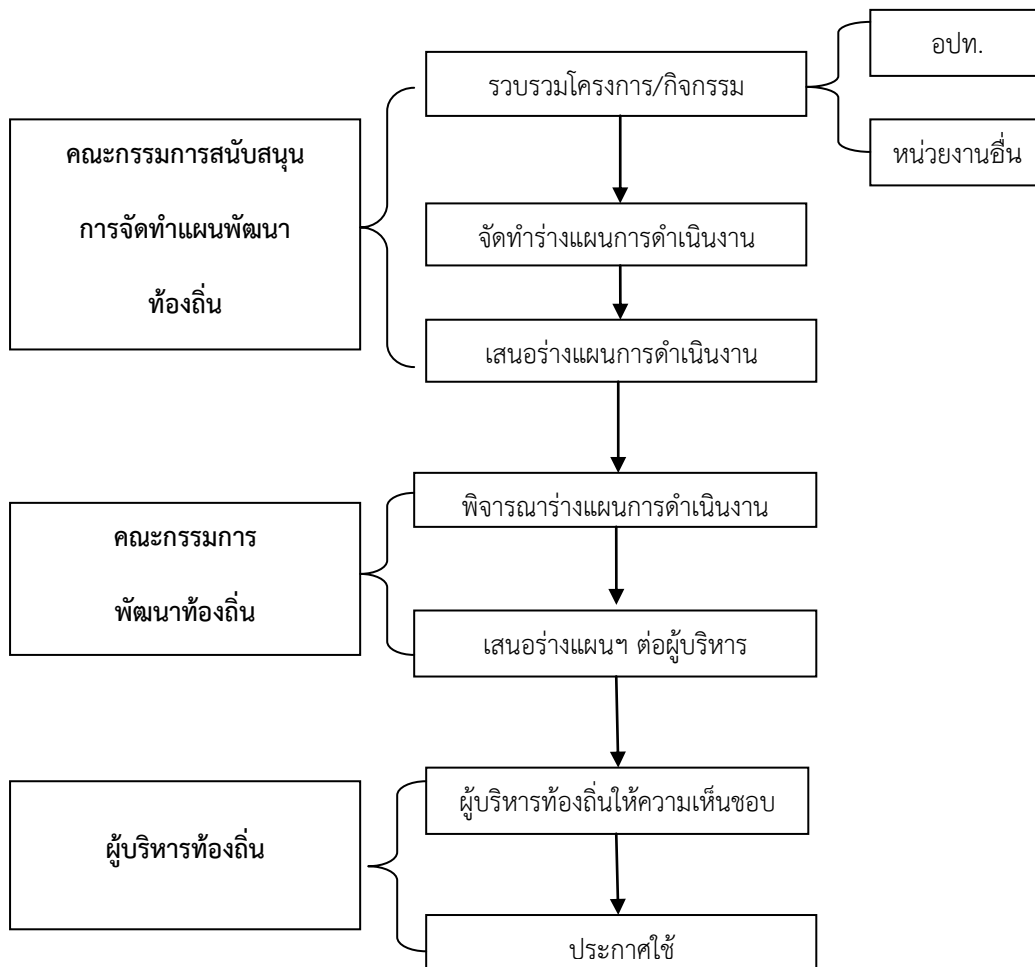 อปท.
รวบรวมโครงการ/กิจกรรม
หน่วยงานอื่น
คณะกรรมการสนับสนุน
การจัดทำแผนพัฒนา
ท้องถิ่น
จัดทำร่างแผนการดำเนินงาน
เสนอร่างแผนการดำเนินงาน
คณะกรรมการ
พัฒนาท้องถิ่น
พิจารณาร่างแผนการดำเนินงาน
เสนอร่างแผนฯ ต่อผู้บริหาร
ผู้บริหารท้องถิ่น
ผู้บริหารท้องถิ่นให้ความเห็นชอบ
ประกาศใช้